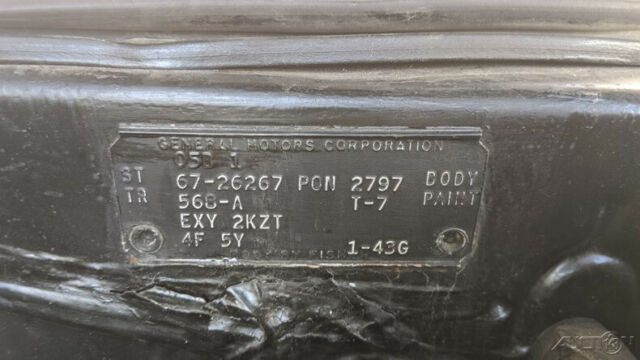 GENERAL MOTORS CORPORATION
05B 1
ST 67-26267 PON 2797 BODY
TR 568-A T-7 PAINT
EXY 2KZT
4F 5Y 1-43G